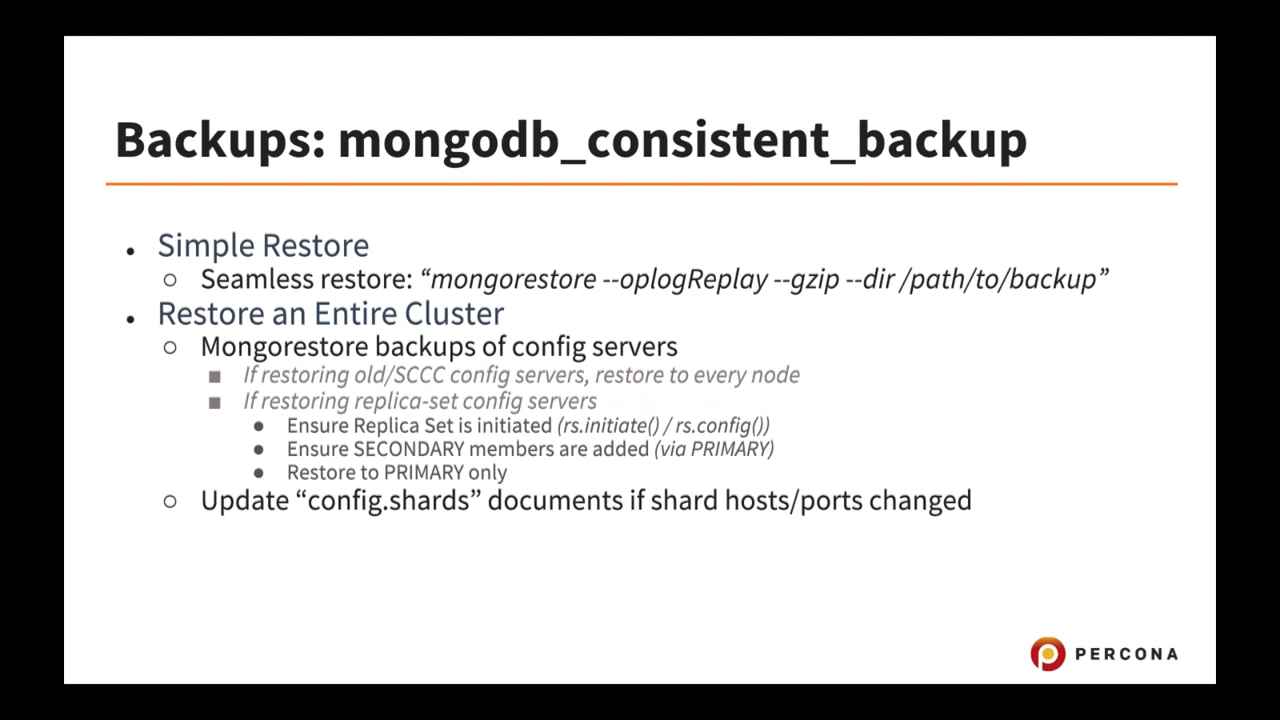 Backups: mongodb_consistent_backup
Simple Restore
Seamless restore: “mongorestore --oplogReplay --gzip --dir /path/to/backup”
Restore an Entire Cluster
Mongorestore backups of config servers
If restoring old/SCCC config servers, restore to every node
If restoring replica-set config servers
Ensure Replica Set is initiated (rs.initiate() / rs.config())
Ensure SECONDARY members are added (via PRIMARY)
Restore to PRIMARY only
Update “config.shards” documents if shard hosts/ports changed
PERCONA